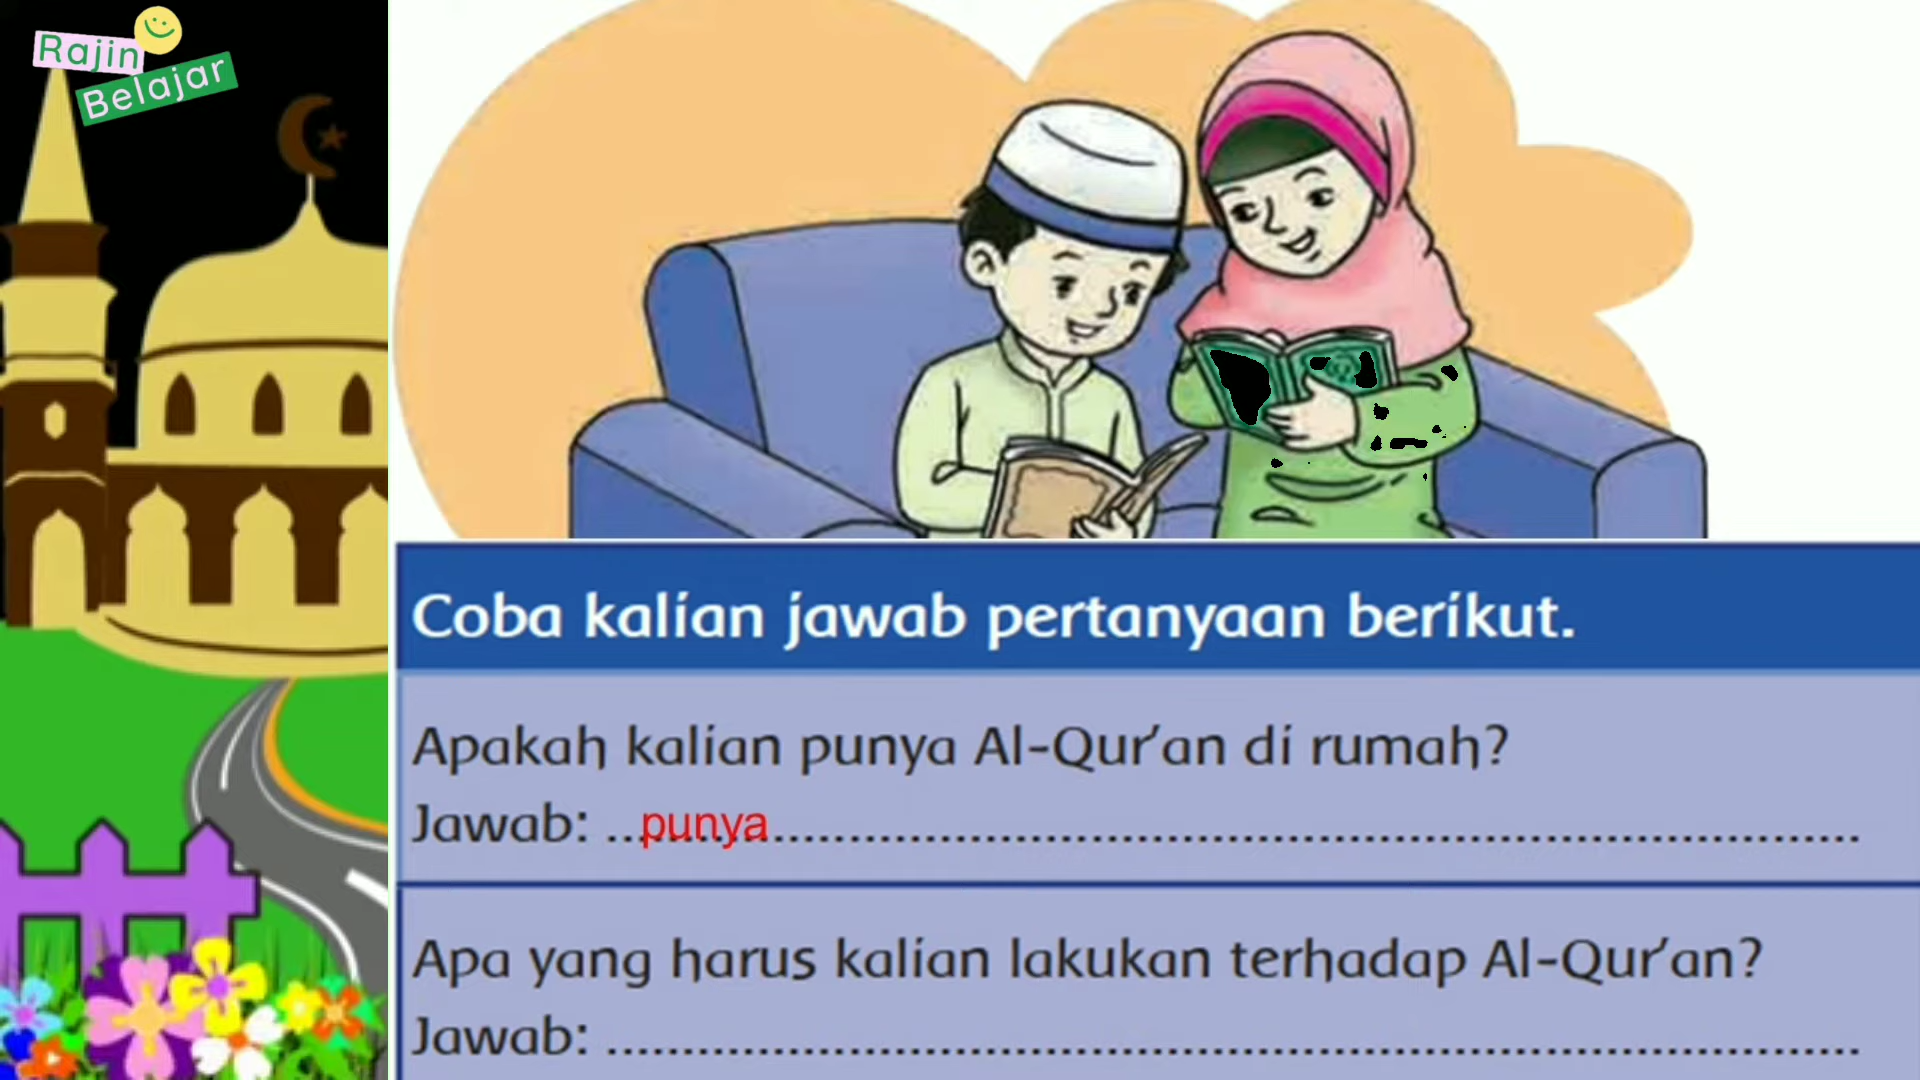 Rajin
Belajar
Coba kalian jawab pertanyaan berikut.
Apakah kalian punya Al-Qur'an di rumah?
Jawab: ..punya..........................................................................
Apa yang harus kalian lakukan terhadap Al-Qur'an?
Jawab: ....................................................................................